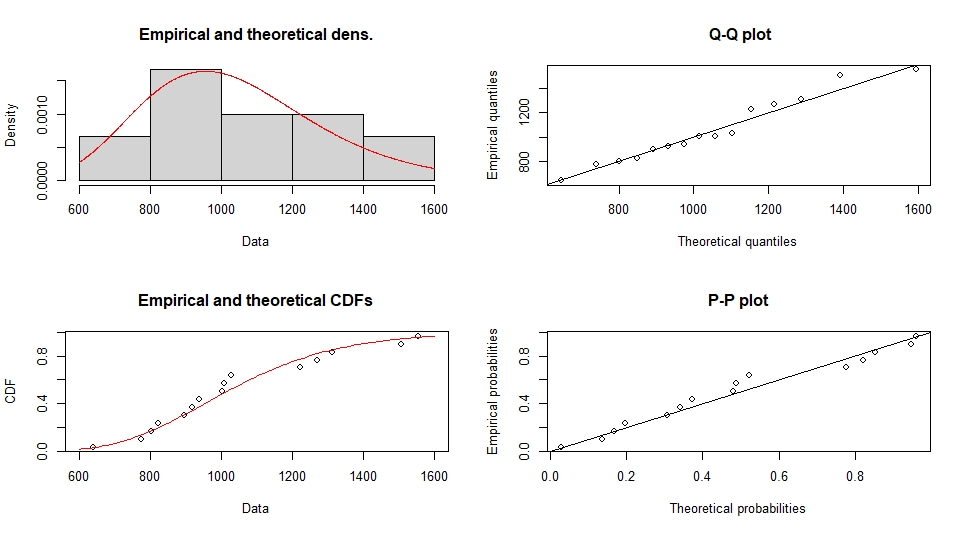 Empirical and theoretical dens.
Density
0.0000
0.0010
600 800 1000 1200 1400 1600
Data
Q-Q plot
Empirical quantiles
800
1200
800 1000 1200 1400 1600
Theoretical quantiles
Empirical and theoretical CDFs
CDF
0.0
0.4
0.8
600 800 1000 1200 1400 1600
Data
P-P plot
Empirical probabilities
0.0
0.4
0.8
0.0 0.2 0.4 0.6 0.8
Theoretical probabilities